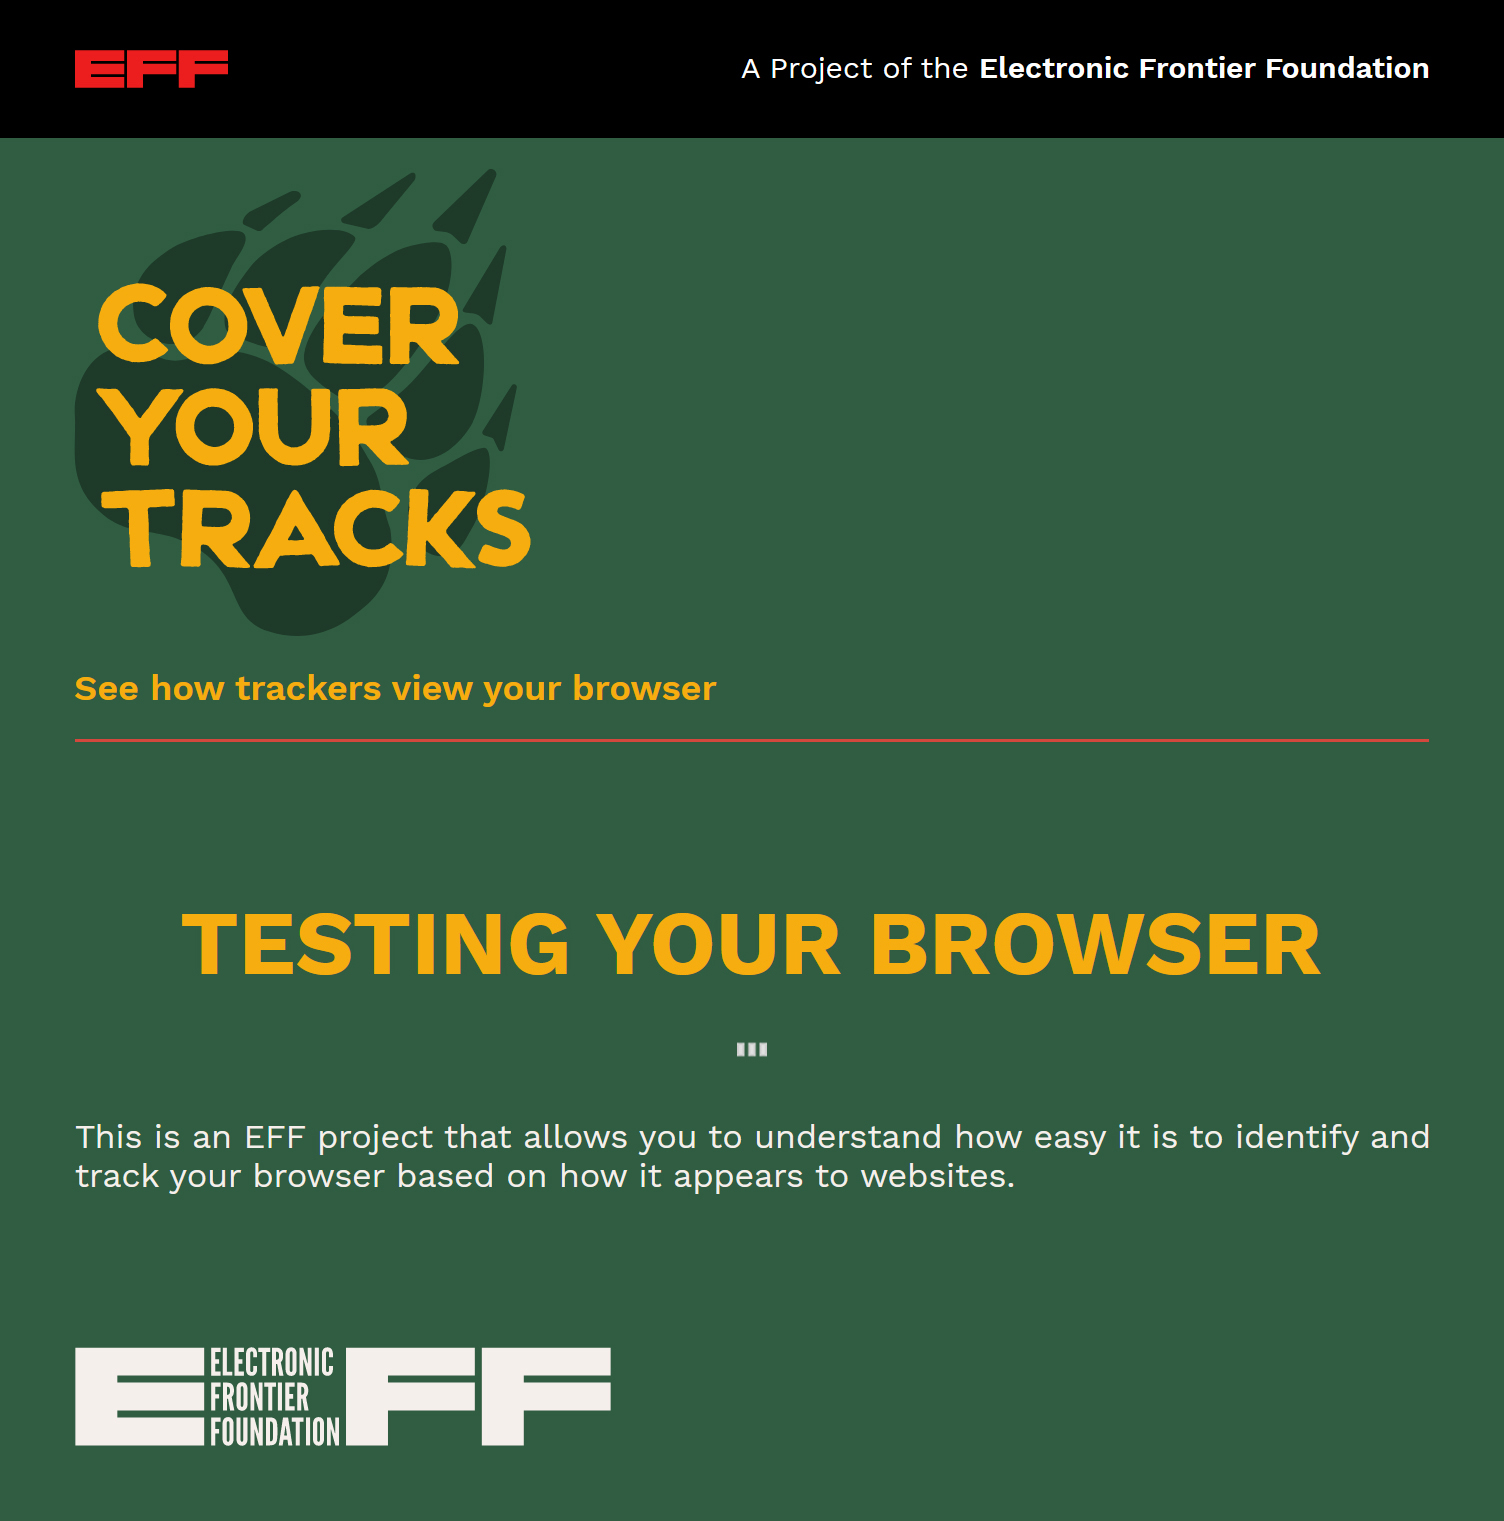 EFF
A Project of the Electronic Frontier Foundation
COVER
YOUR
TRACKS
See how trackers view your browser
TESTING YOUR BROWSER
This is an EFF project that allows you to understand how easy it is to identify and
track your browser based on how it appears to websites.
EFF
ELECTRONIC
FRONTIER
FOUNDATION